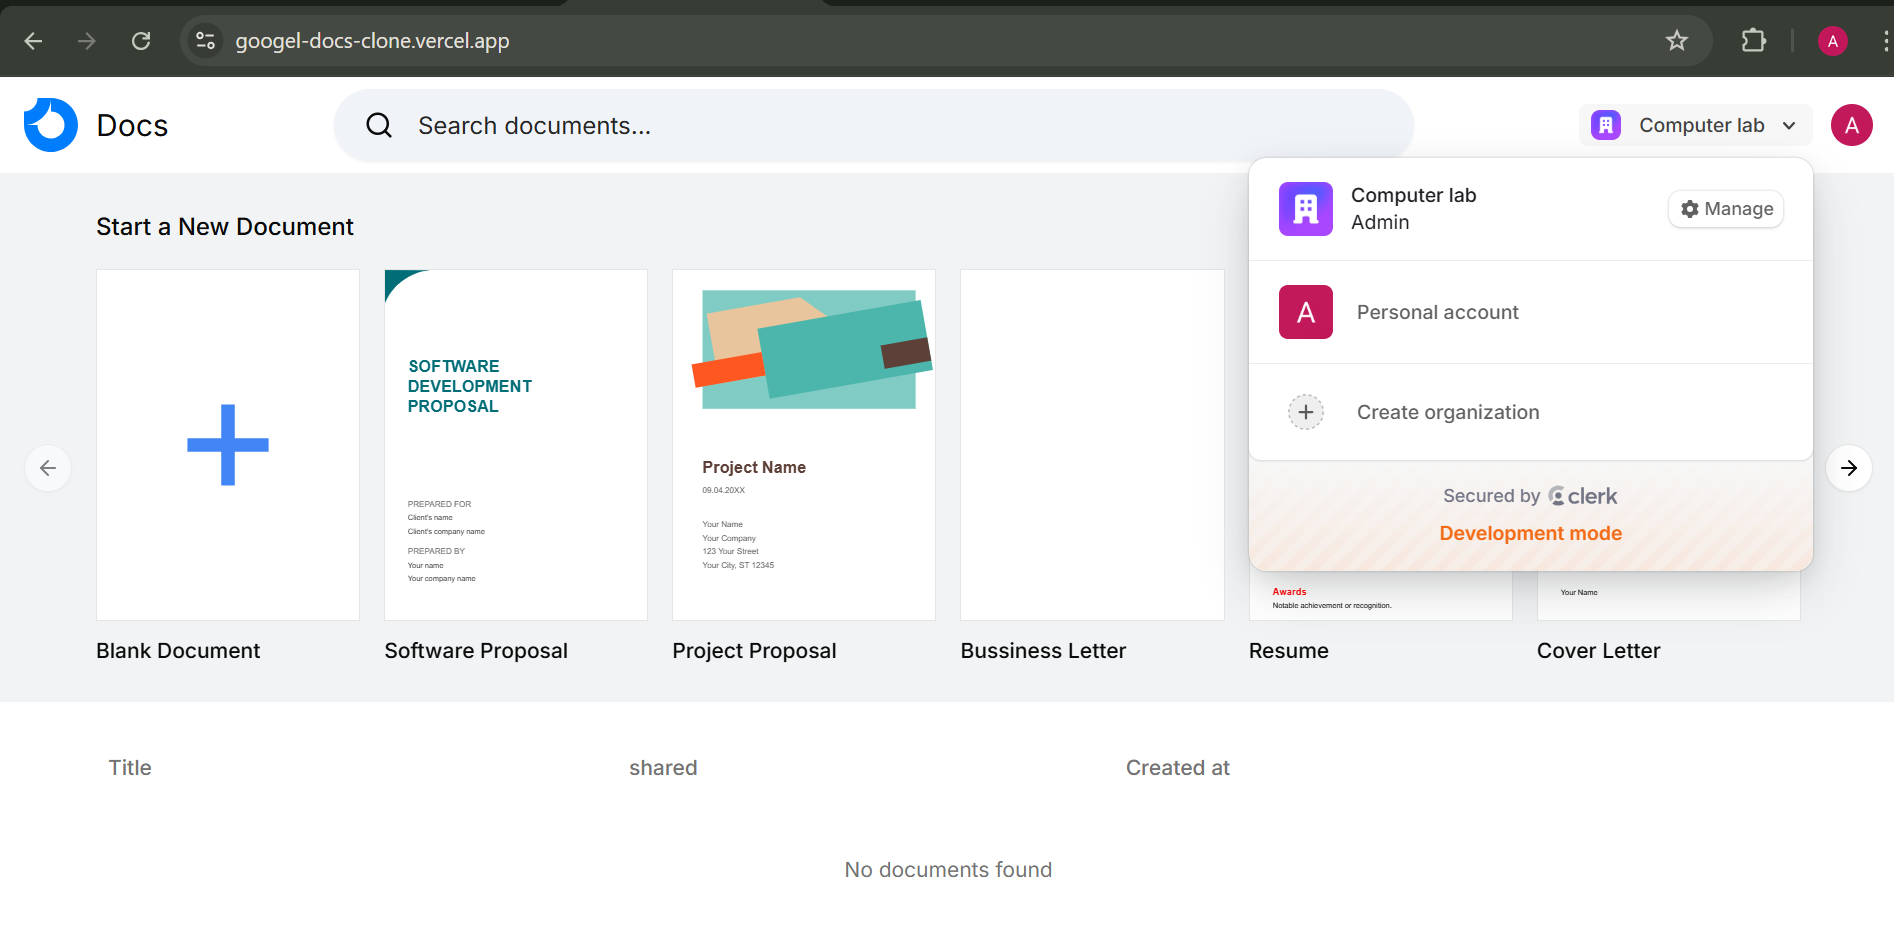 googel-docs-clone.vercel.app
A
Docs
Search documents...
Computer lab
A
Computer lab
Admin
Manage
A
Personal account
Create organization
Secured by clerk
Development mode
Start a New Document
SOFTWARE
DEVELOPMENT
PROPOSAL
PREPARED FOR
Client's name
Client's company name
PREPARED BY
Your name
Your company name
Project Name
09.04.20XX
Your Name
Your Company
123 Your Street
Your City, ST 12345
Awards
Notable achievement or recognition.
Your Name
Blank Document
Software Proposal
Project Proposal
Bussiness Letter
Resume
Cover Letter
Title
shared
Created at
No documents found